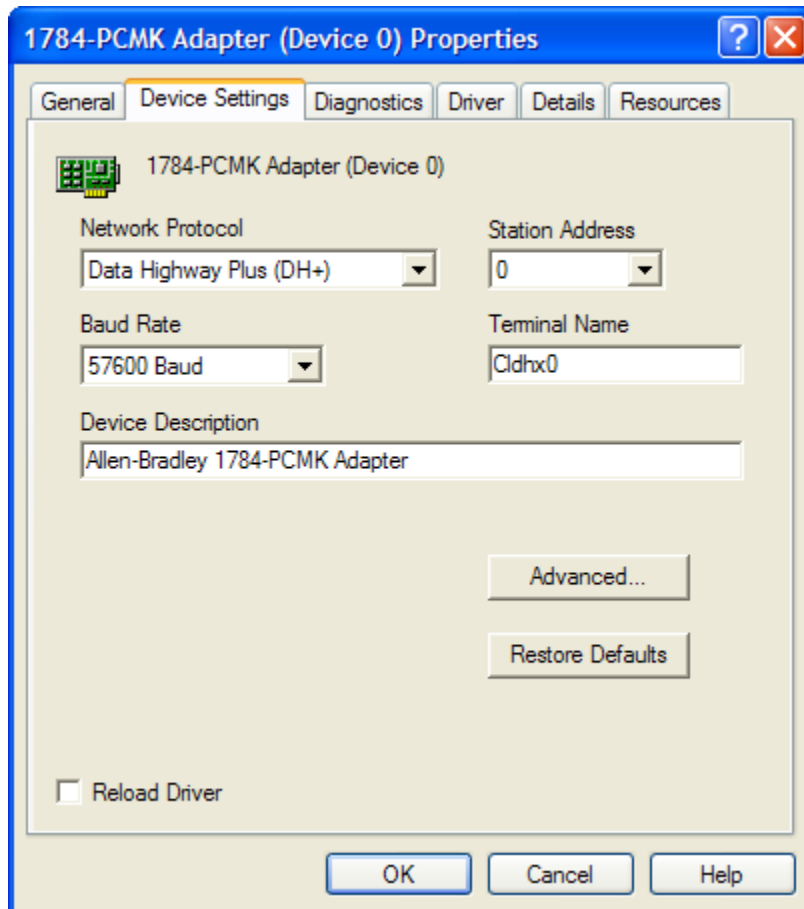 1784-PCMK Adapter (Device 0) Properties
General Device Settings Diagnostics Driver Details Resources
1784-PCMK Adapter (Device 0)
Network Protocol Station Address
Data Highway Plus (DH+) 0
Baud Rate Terminal Name
57600 Baud Cldhx0
Device Description
Allen-Bradley 1784-PCMK Adapter
Advanced...
Restore Defaults
Reload Driver
OK Cancel Help